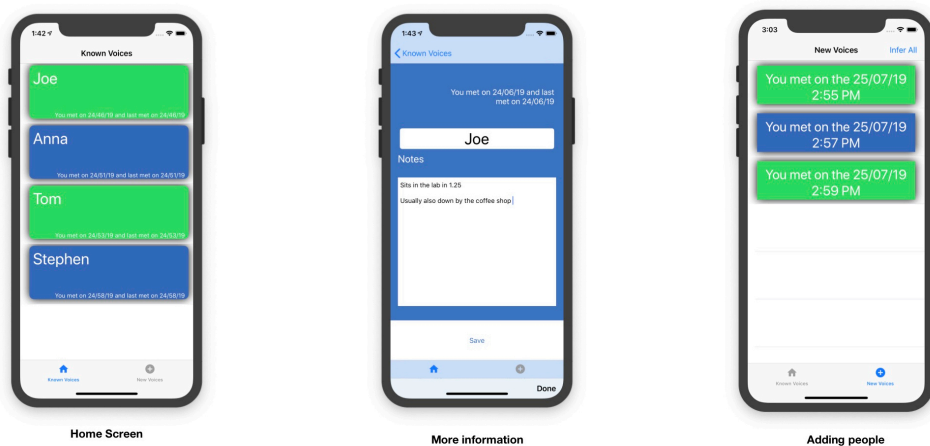 1:42
Known Voices
Joe
You met on 24/46/19 and last met on 24/46/19
Anna
You met on 24/51/19 and last met on 24/51/19
Tom
You met on 24/53/19 and last met on 24/53/19
Stephen
You met on 24/58/19 and last met on 24/58/19
Known Voices
New Voices
Home Screen
1:43
Known Voices
You met on 24/06/19 and last
met on 24/06/19
Joe
Notes
Sits in the lab in 1.25
Usually also down by the coffee shop
Save
Done
More information
3:03
New Voices
Infer All
You met on the 25/07/19
2:55 PM
You met on the 25/07/19
2:57 PM
You met on the 25/07/19
2:59 PM
Known Voices
New Voices
Adding people